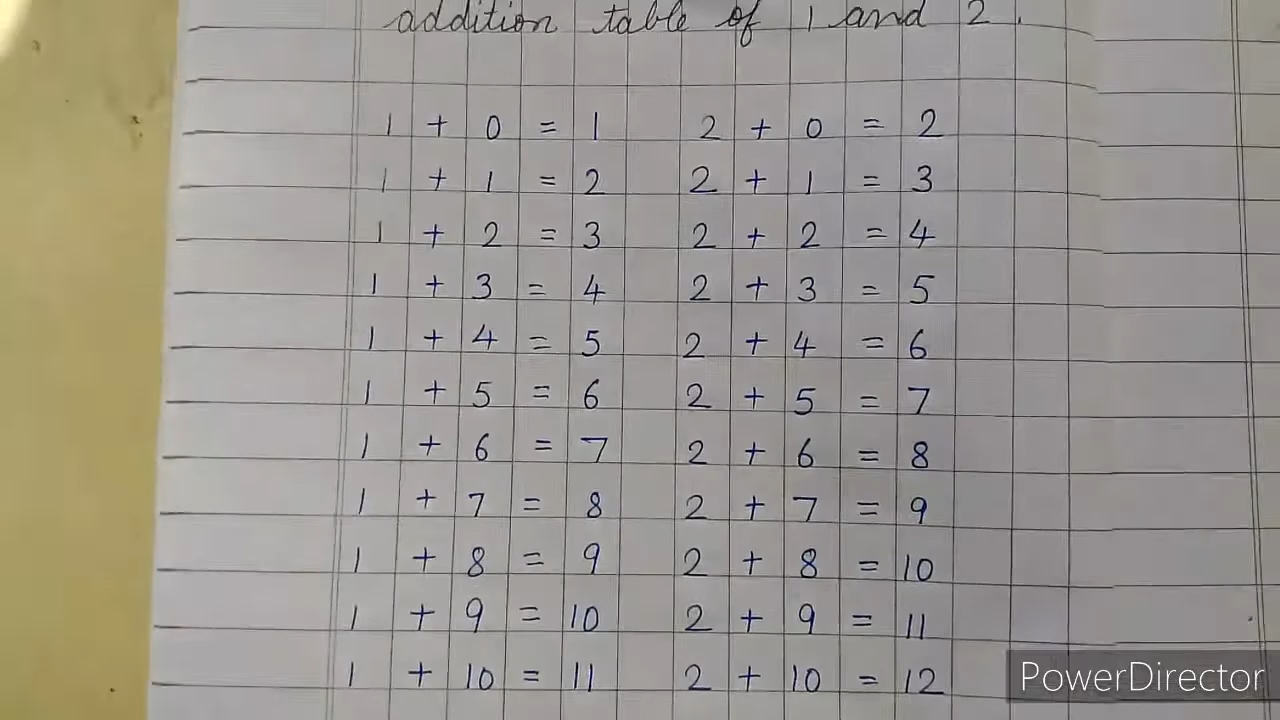 addition table of 1 and 2.
1 + 0 = 1 2 + 0 = 2
1 + 1 = 2 2 + 1 = 3
1 + 2 = 3 2 + 2 = 4
1 + 3 = 4 2 + 3 = 5
1 + 4 = 5 2 + 4 = 6
1 + 5 = 6 2 + 5 = 7
1 + 6 = 7 2 + 6 = 8
1 + 7 = 8 2 + 7 = 9
1 + 8 = 9 2 + 8 = 10
1 + 9 = 10 2 + 9 = 11
1 + 10 = 11 2 + 10 = 12
PowerDirector